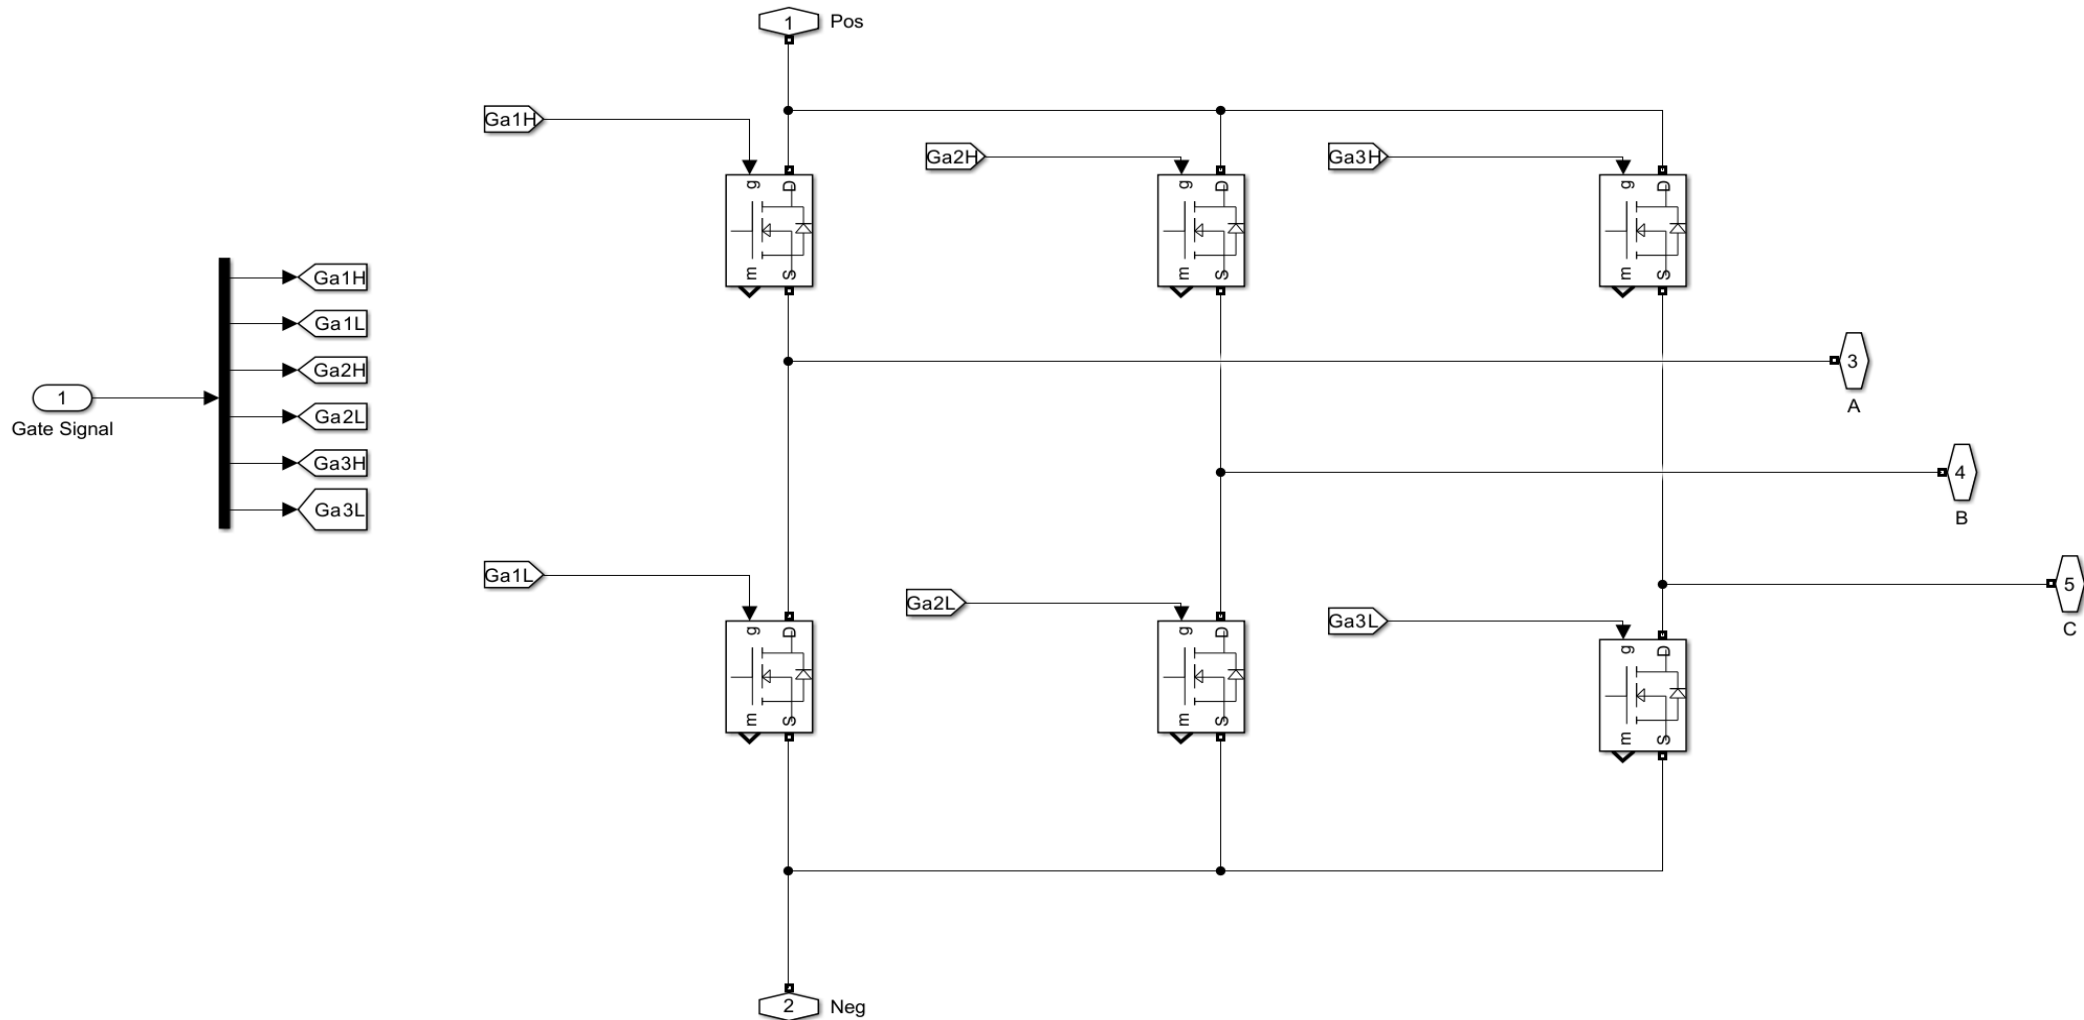 1 Pos
Ga1H
Ga2H
Ga3H
g D
g D
g D
m S
m S
m S
Ga1H
Ga1L
Ga2H
Ga2L
Ga3H
Ga3L
1
Gate Signal
3
A
4
B
5
C
Ga1L
Ga2L
Ga3L
g D
g D
g D
m S
m S
m S
2 Neg